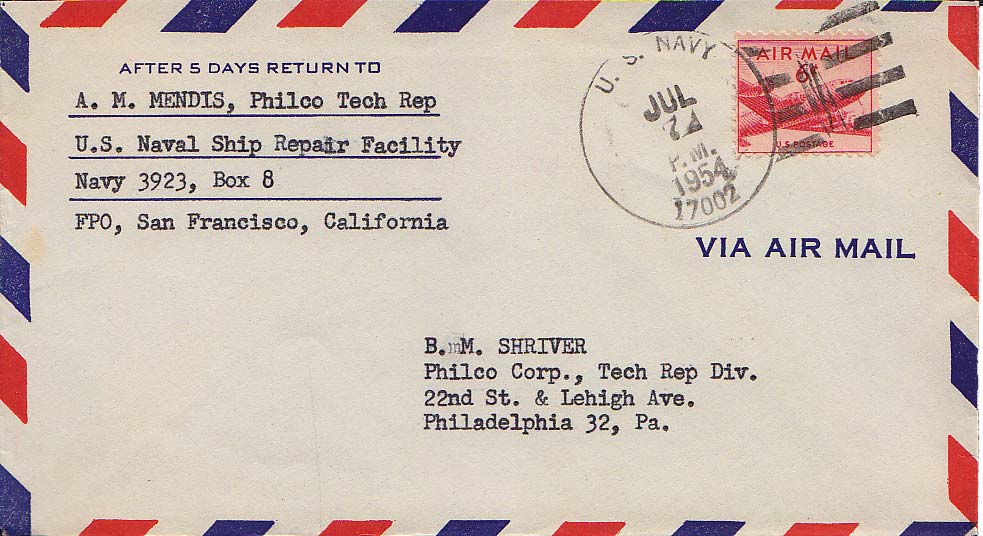 AFTER 5 DAYS RETURN TO
A. M. MENDIS, Philco Tech Rep
U.S. Naval Ship Repair Facility
Navy 3923, Box 8
FPO, San Francisco, California
U. S. NAVY
JUL
P.M.
1954
17002
AIR MAIL
6¢
U.S. POSTAGE
VIA AIR MAIL
B. M. SHRIVER
Philco Corp., Tech Rep Div.
22nd St. & Lehigh Ave.
Philadelphia 32, Pa.